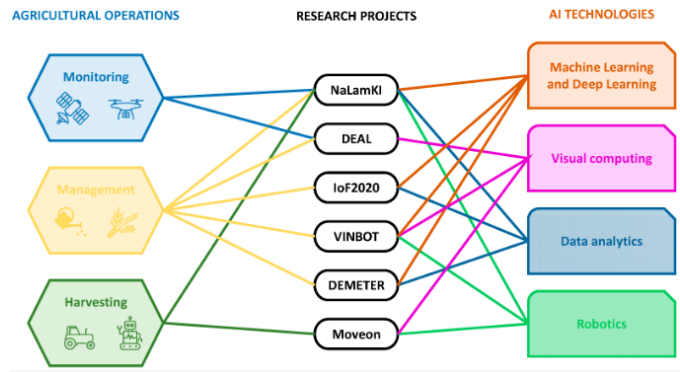 AGRICULTURAL OPERATIONS
RESEARCH PROJECTS
AI TECHNOLOGIES
Monitoring
Management
Harvesting
NaLamKI
DEAL
IoF2020
VINBOT
DEMETER
Moveon
Machine Learning
and Deep Learning
Visual computing
Data analytics
Robotics